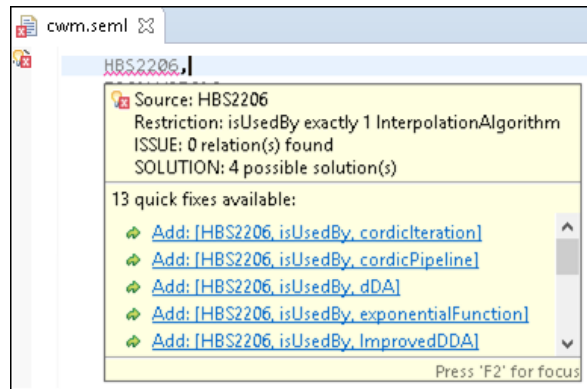 cwm.seml
HBS2206,
Source: HBS2206
Restriction: isUsedBy exactly 1 InterpolationAlgorithm
ISSUE: 0 relation(s) found
SOLUTION: 4 possible solution(s)
13 quick fixes available:
Add: [HBS2206, isUsedBy, cordicIteration]
Add: [HBS2206, isUsedBy, cordicPipeline]
Add: [HBS2206, isUsedBy, dDA]
Add: [HBS2206, isUsedBy, exponentialFunction]
Add: [HBS2206, isUsedBy, ImprovedDDA]
Press 'F2' for focus